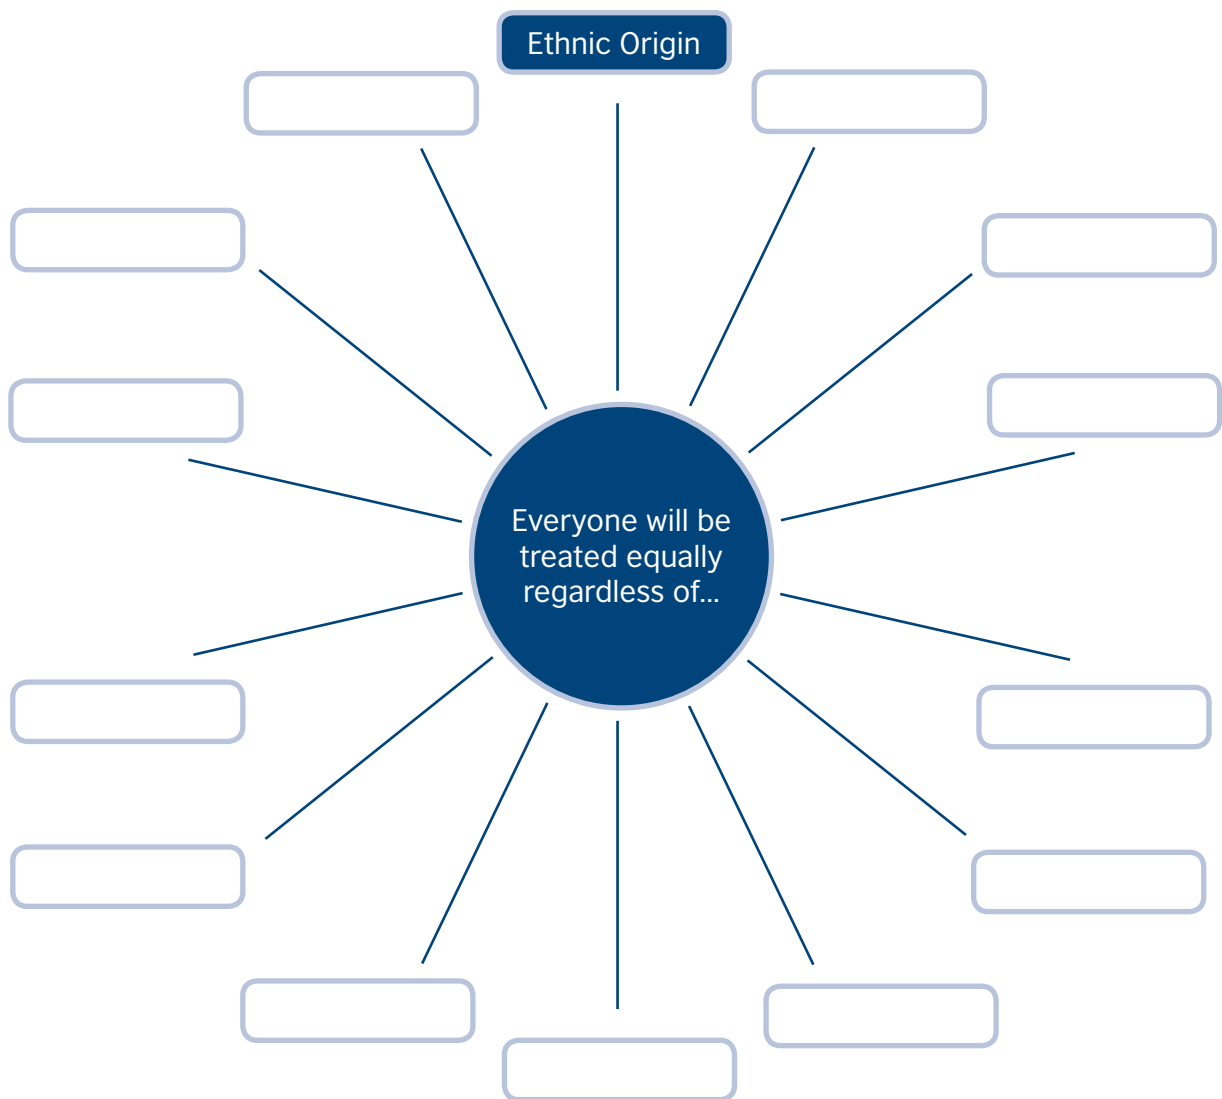 Ethnic Origin
Everyone will be
treated equally
regardless of...